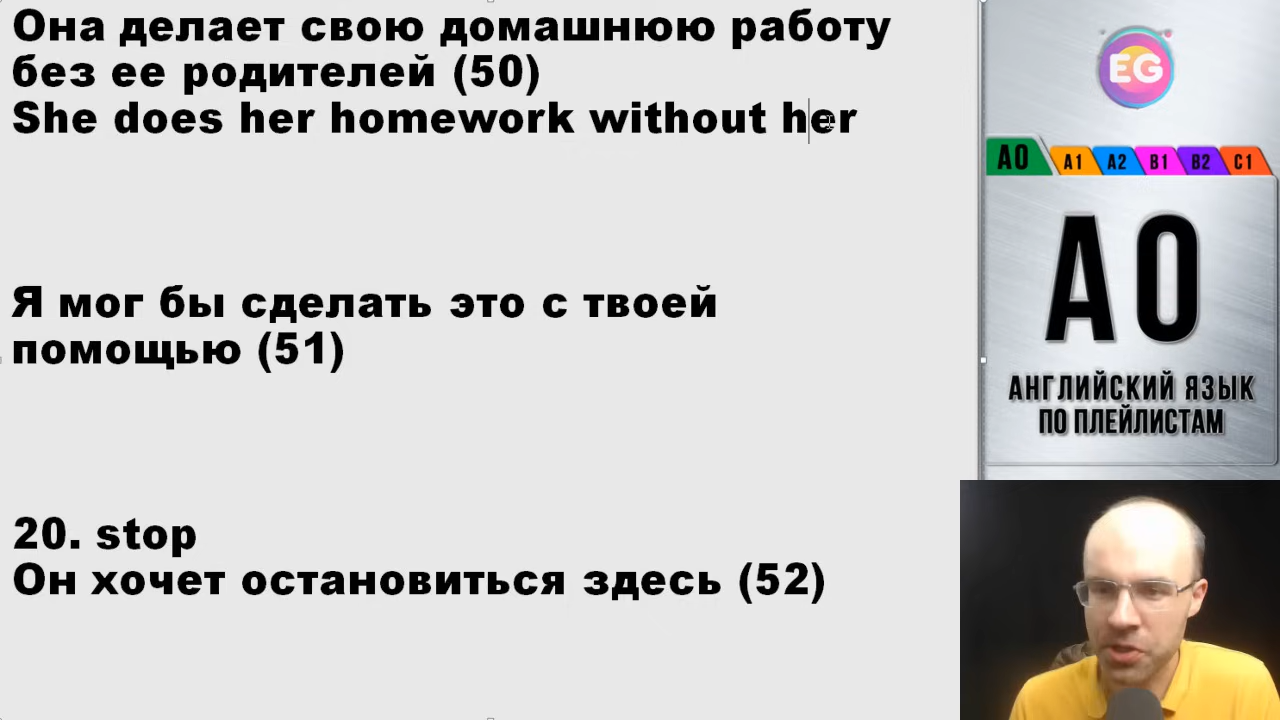 Она делает свою домашнюю работу
без ее родителей (50)
She does her homework without her
Я мог бы сделать это с твоей
помощью (51)
20. stop
Он хочет остановиться здесь (52)
EG
A0 A1 A2 B1 B2 C1
A0
АНГЛИЙСКИЙ ЯЗЫК
ПО ПЛЕЙЛИСТАМ